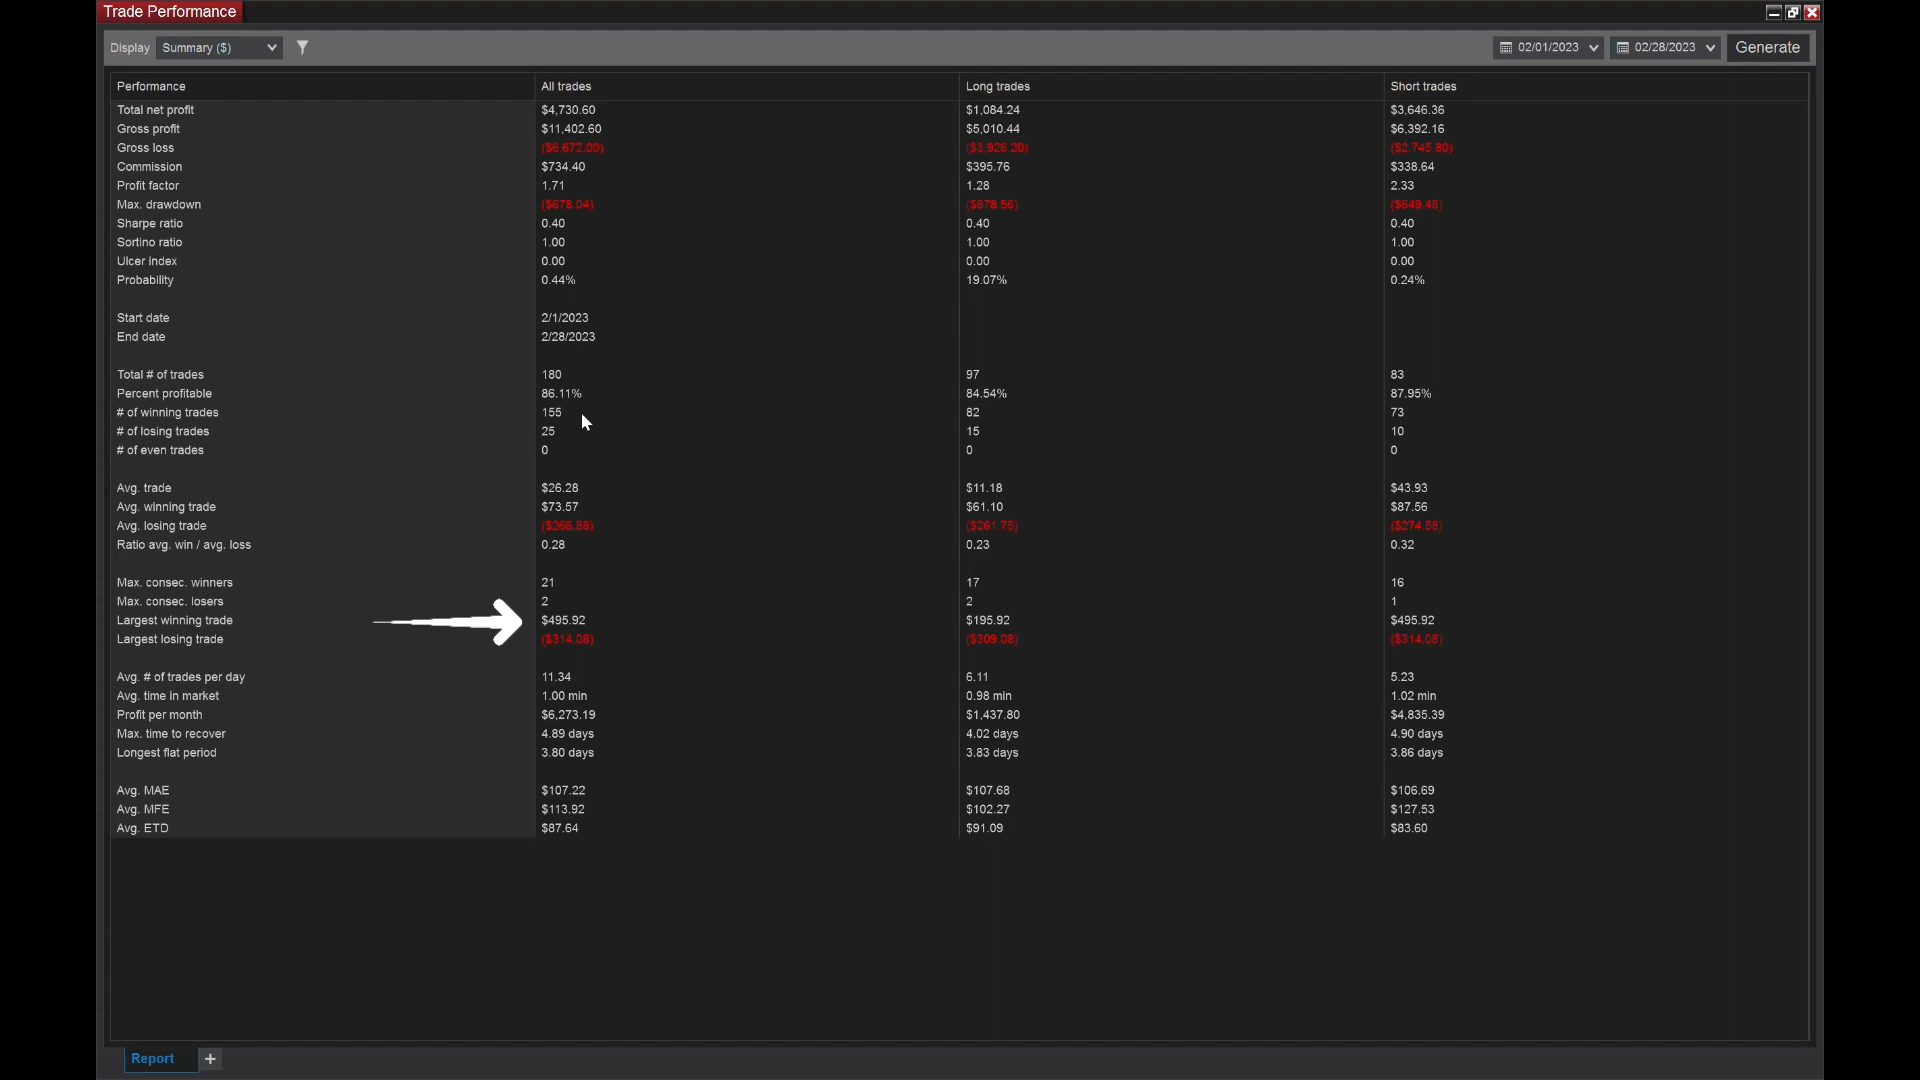 Trade Performance
Display Summary ($) 02/01/2023 02/28/2023 Generate
Performance All trades Long trades Short trades
Total net profit $4,730.60 $1,084.24 $3,646.36
Gross profit $11,402.60 $5,010.44 $6,392.16
Gross loss ($6,672.00) ($3,926.20) ($2,745.80)
Commission $734.40 $395.76 $338.64
Profit factor 1.71 1.28 2.33
Max. drawdown ($678.04) ($878.56) ($649.48)
Sharpe ratio 0.40 0.40 0.40
Sortino ratio 1.00 1.00 1.00
Ulcer index 0.00 0.00 0.00
Probability 0.44% 19.07% 0.24%
Start date 2/1/2023
End date 2/28/2023
Total # of trades 180 97 83
Percent profitable 86.11% 84.54% 87.95%
# of winning trades 155 82 73
# of losing trades 25 15 10
# of even trades 0 0 0
Avg. trade $26.28 $11.18 $43.93
Avg. winning trade $73.57 $61.10 $87.56
Avg. losing trade ($266.88) ($261.75) ($274.58)
Ratio avg. win / avg. loss 0.28 0.23 0.32
Max. consec. winners 21 17 16
Max. consec. losers 2 2 1
Largest winning trade $495.92 $195.92 $495.92
Largest losing trade ($314.08) ($309.08) ($314.08)
Avg. # of trades per day 11.34 6.11 5.23
Avg. time in market 1.00 min 0.98 min 1.02 min
Profit per month $6,273.19 $1,437.80 $4,835.39
Max. time to recover 4.89 days 4.02 days 4.90 days
Longest flat period 3.80 days 3.83 days 3.86 days
Avg. MAE $107.22 $107.68 $106.69
Avg. MFE $113.92 $102.27 $127.53
Avg. ETD $87.64 $91.09 $83.60
Report +